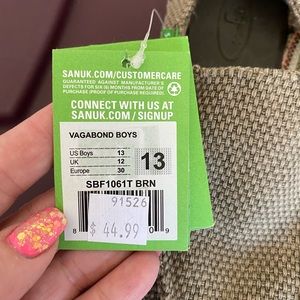 SANUK.COM/CUSTOMERCARE
GUARANTEED AGAINST MANUFACTURER'S
DEFECTS FOR SIX (6) MONTHS FROM DATE OF
PURCHASE (PROOF OF PURCHASE REQUIRED).
CONNECT WITH US AT
SANUK.COM/SIGNUP
VAGABOND BOYS
US Boys 13
UK 12
Europe 30
13
SBF1061T BRN
91526
$ 44.99
8
09